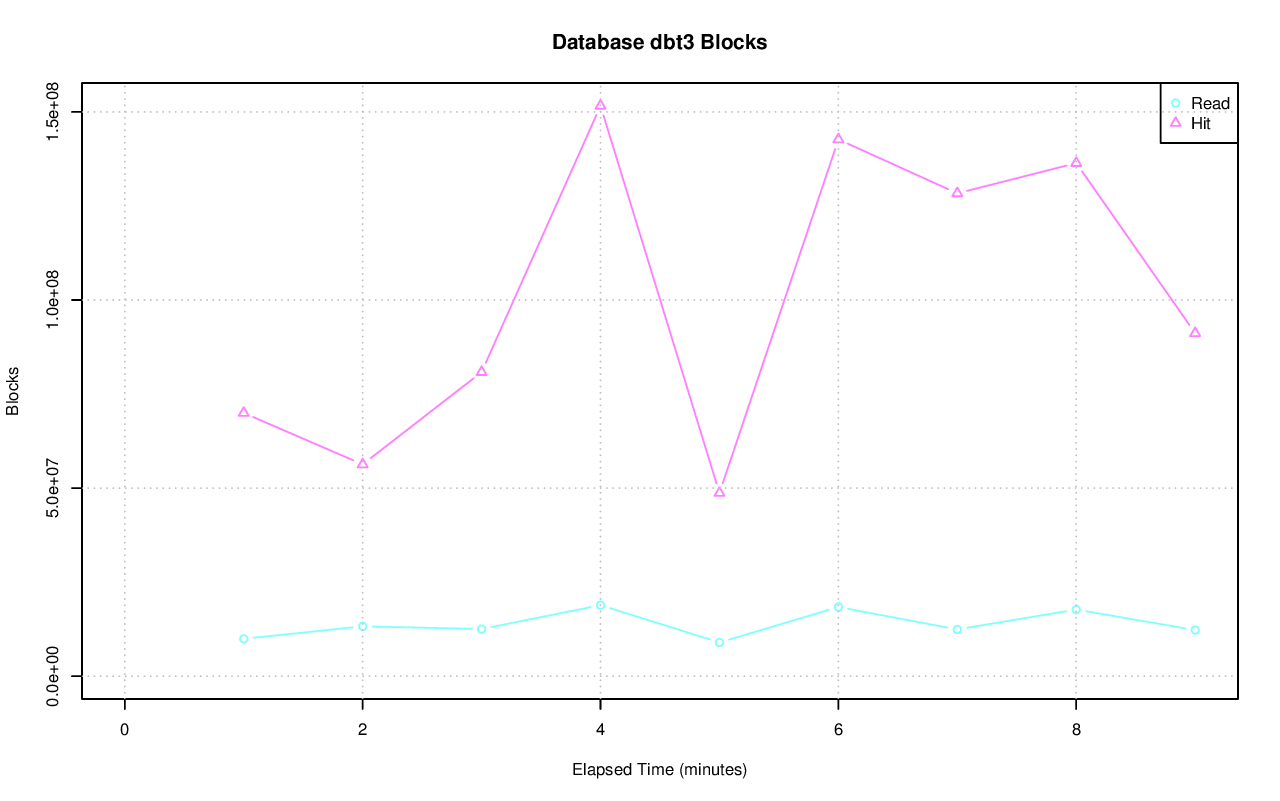 Database dbt3 Blocks
Read
Hit
Blocks
1.5e+08
1.0e+08
5.0e+07
0.0e+00
0 2 4 6 8
Elapsed Time (minutes)